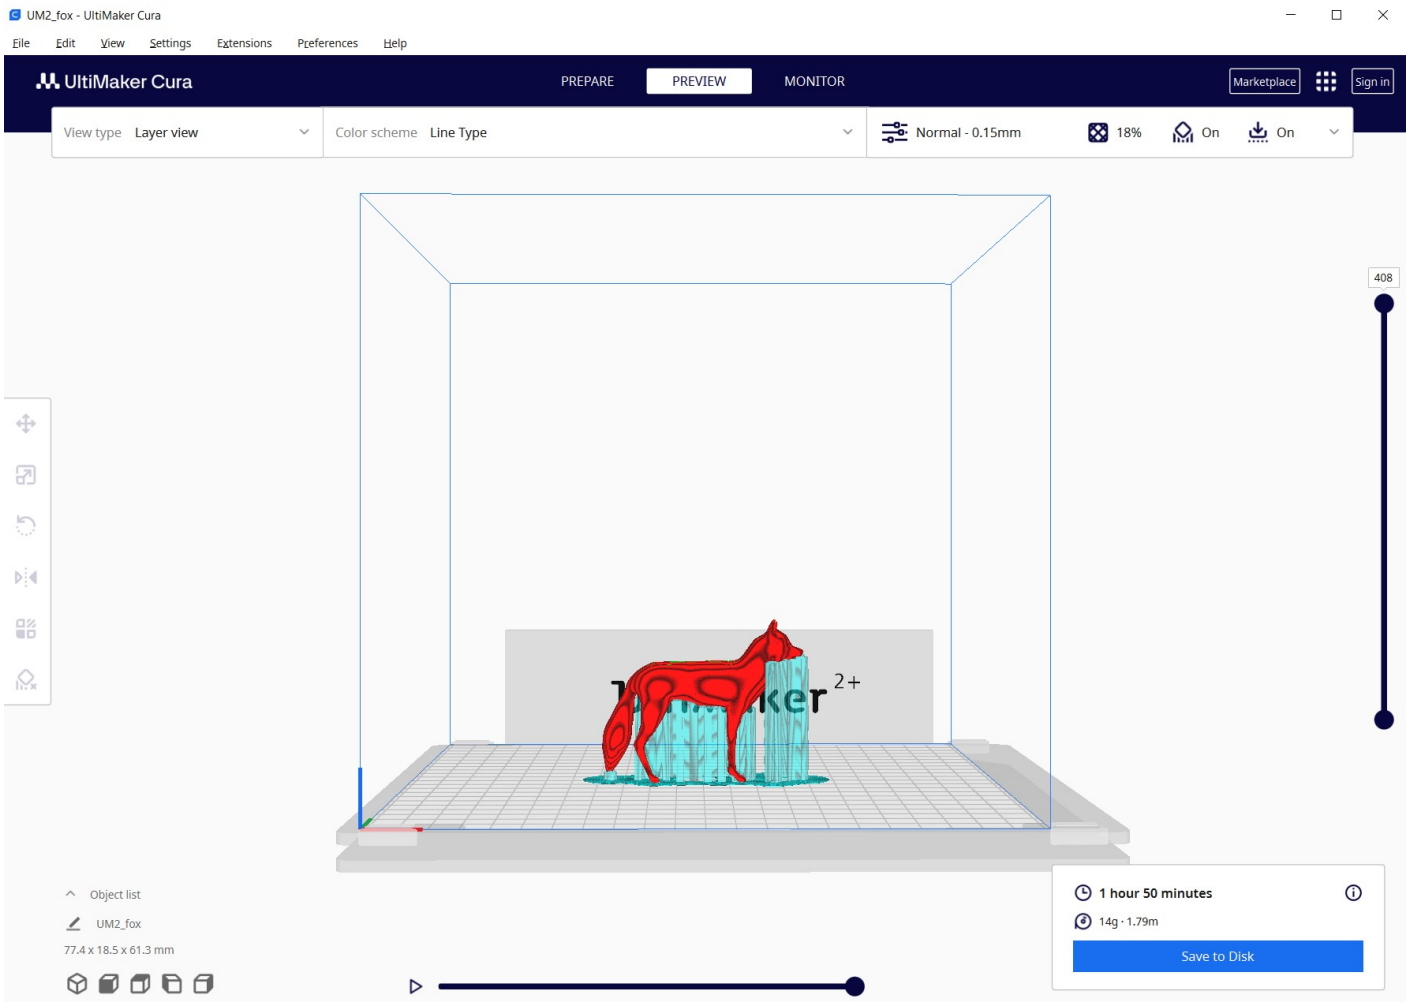 UM2_fox - UltiMaker Cura
File Edit View Settings Extensions Preferences Help
UltiMaker Cura
PREPARE PREVIEW MONITOR
Marketplace Sign in
View type Layer view Color scheme Line Type Normal - 0.15mm 18% On On
408
2+
Object list
UM2_fox
77.4 x 18.5 x 61.3 mm
1 hour 50 minutes
14g · 1.79m
Save to Disk